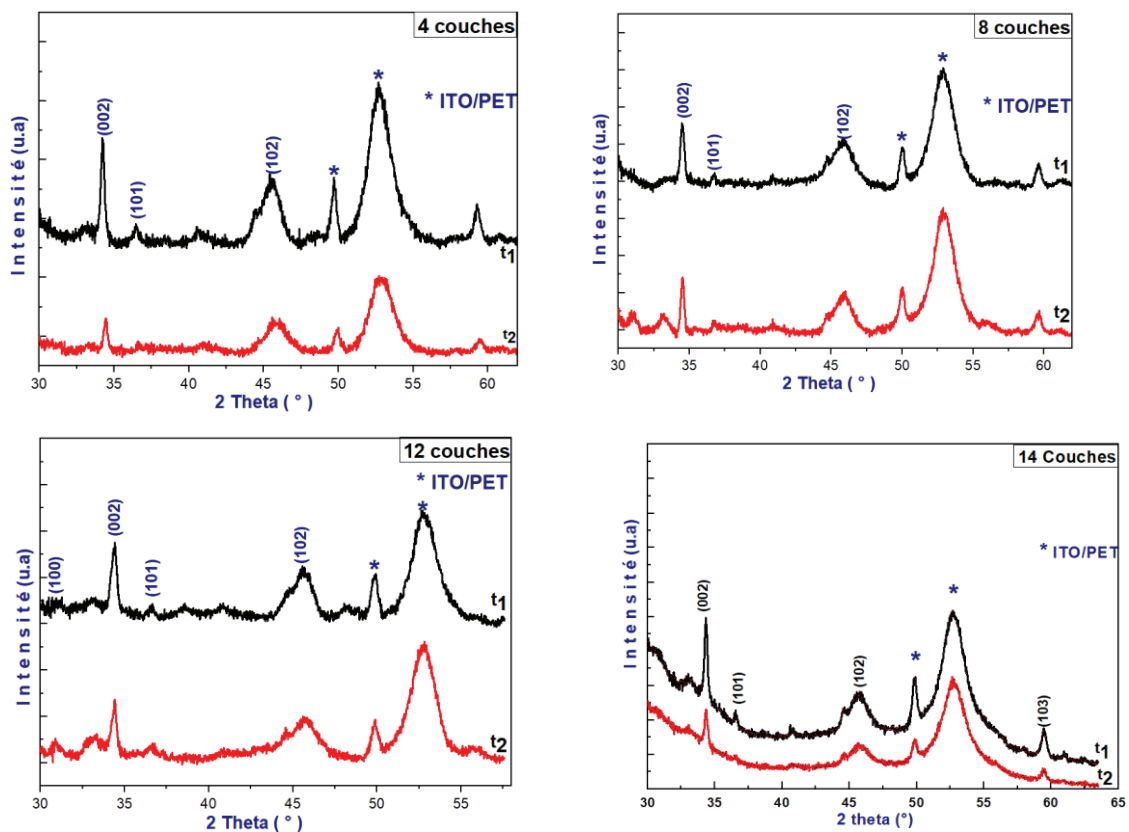 4 couches
* ITO/PET
*
(002)
(101)
(102)
*
t1
t2
Intensité (u.a)
30 35 40 45 50 55 60
2 Theta ( ° )
8 couches
*
* ITO/PET
(002)
(101)
(102)
*
t1
t2
Intensité (u.a)
30 35 40 45 50 55 60
2 Theta ( ° )
12 couches
* ITO/PET
*
(100)
(002)
(101)
(102)
*
t1
t2
Intensité (u.a)
30 35 40 45 50 55
2 Theta ( ° )
14 Couches
* ITO/PET
*
(002)
(101)
(102)
*
(103)
t1
t2
Intensité (u.a)
30 35 40 45 50 55 60 65
2 theta ( ° )